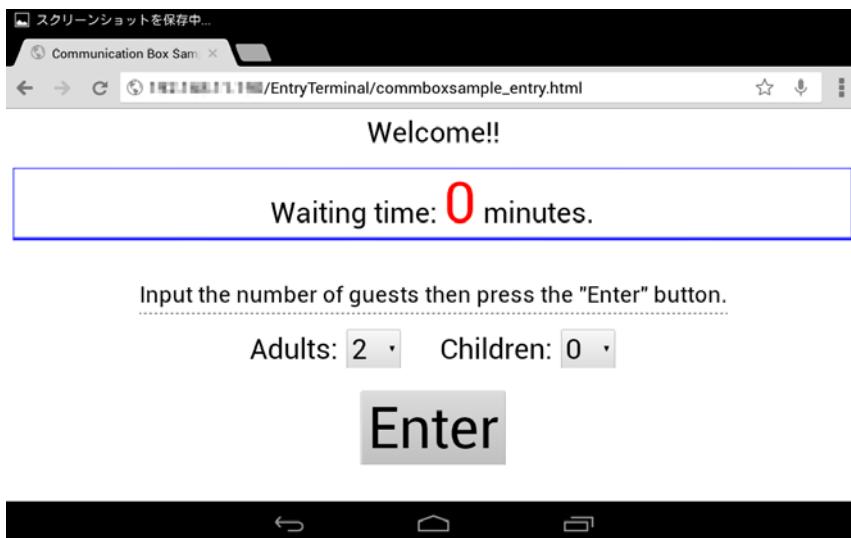 スクリーンショットを保存中...
Communication Box Sam
/EntryTerminal/commboxsample_entry.html
Welcome!!
Waiting time: 0 minutes.
Input the number of guests then press the "Enter" button.
Adults: 2 Children: 0
Enter